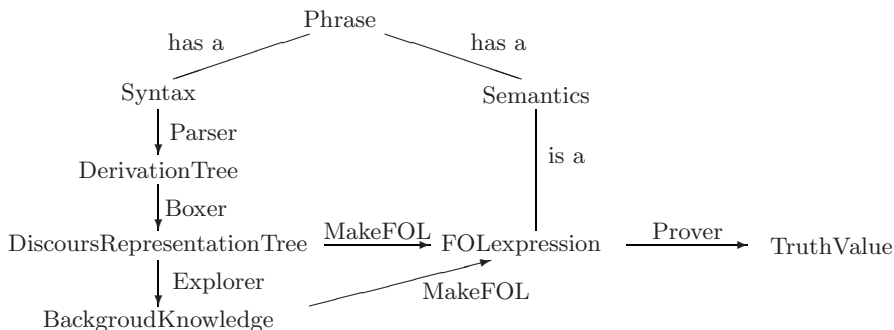 Phrase
has a
has a
Syntax
Semantics
Parser
is a
DerivationTree
Boxer
DiscoursRepresentationTree
MakeFOL
FOLexpression
Prover
TruthValue
Explorer
MakeFOL
BackgroudKnowledge